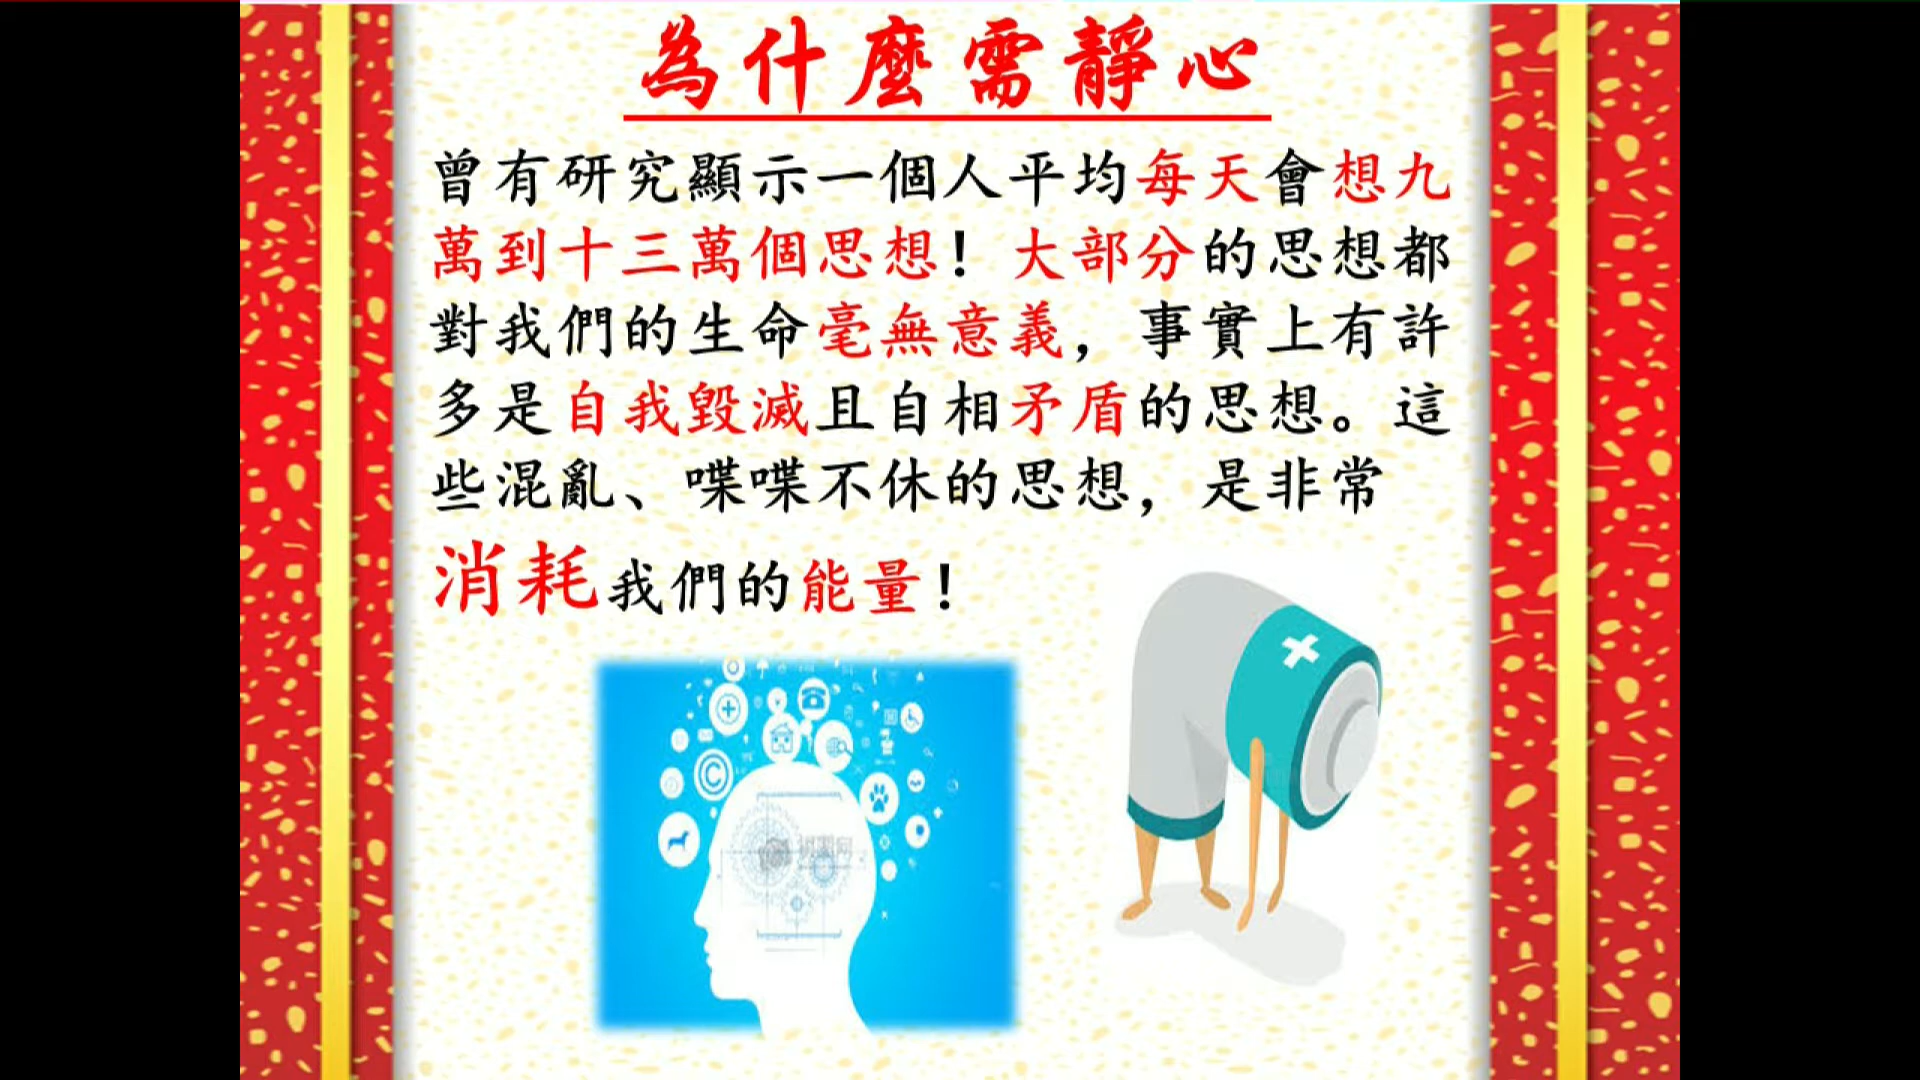 為什麼需靜心
曾有研究顯示一個人平均每天會想九
萬到十三萬個思想！大部分的思想都
對我們的生命毫無意義，事實上有許
多是自我毀滅且自相矛盾的思想。這
些混亂、喋喋不休的思想，是非常
消耗我們的能量！